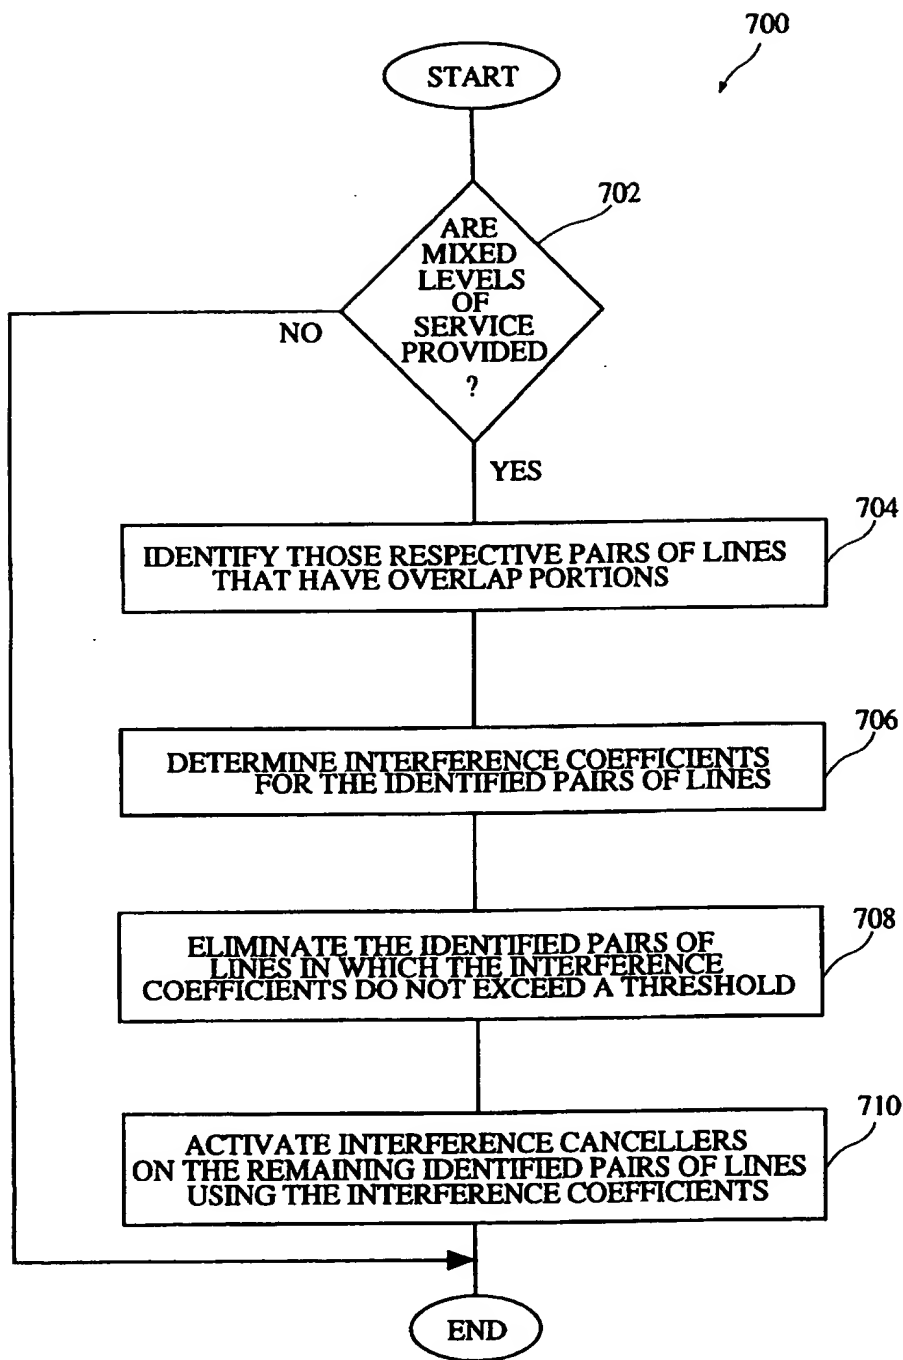 700
START
702
ARE
MIXED
LEVELS
OF
SERVICE
PROVIDED
?
NO
YES
704
IDENTIFY THOSE RESPECTIVE PAIRS OF LINES
THAT HAVE OVERLAP PORTIONS
706
DETERMINE INTERFERENCE COEFFICIENTS
FOR THE IDENTIFIED PAIRS OF LINES
708
ELIMINATE THE IDENTIFIED PAIRS OF
LINES IN WHICH THE INTERFERENCE
COEFFICIENTS DO NOT EXCEED A THRESHOLD
710
ACTIVATE INTERFERENCE CANCELLERS
ON THE REMAINING IDENTIFIED PAIRS OF LINES
USING THE INTERFERENCE COEFFICIENTS
END